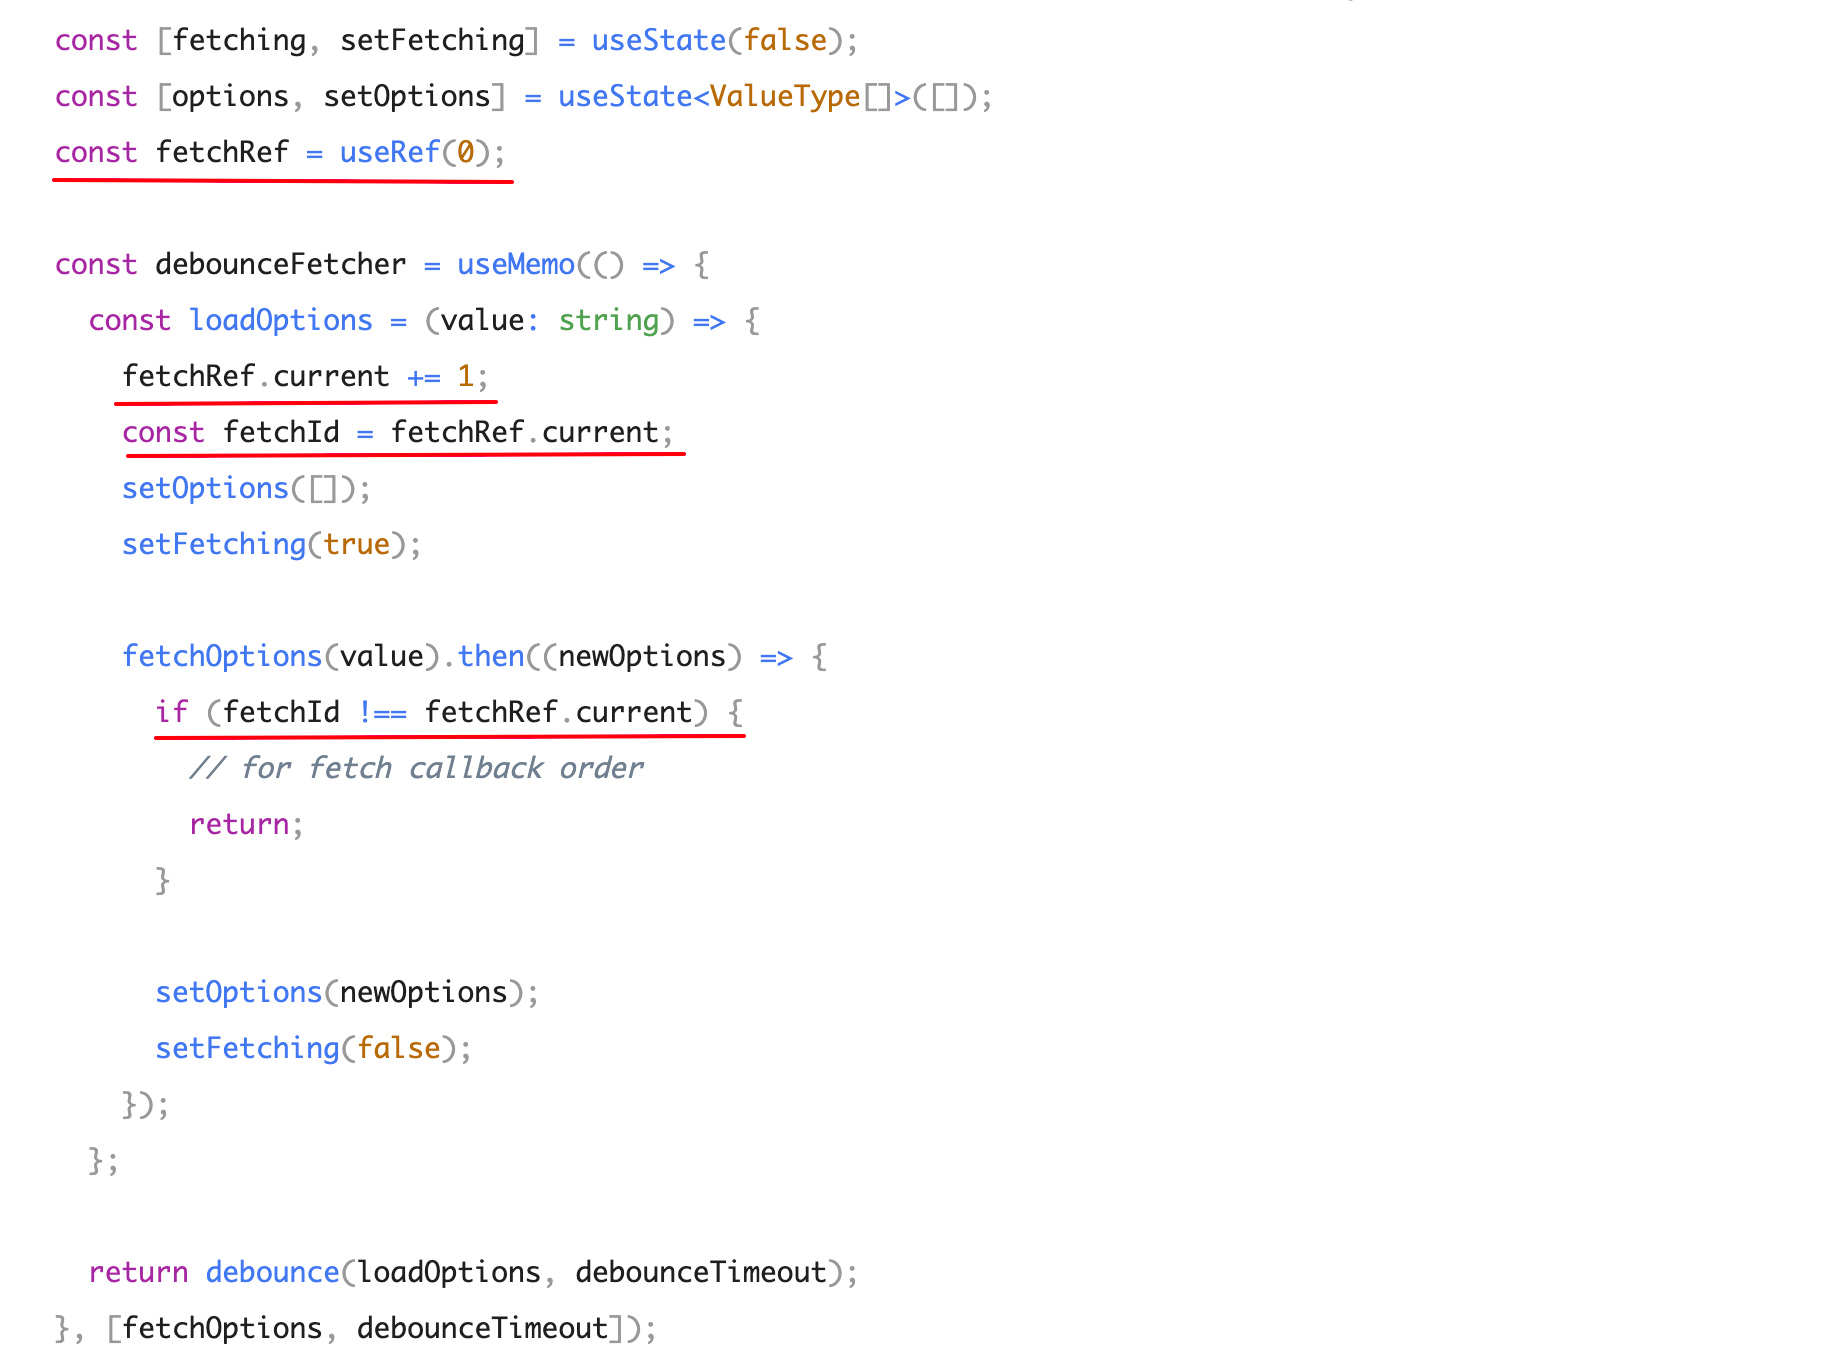 const [fetching, setFetching] = useState(false);
const [options, setOptions] = useState<ValueType[]>([]);
const fetchRef = useRef(0);
const debounceFetcher = useMemo(() => {
const loadOptions = (value: string) => {
fetchRef.current += 1;
const fetchId = fetchRef.current;
setOptions([]);
setFetching(true);
fetchOptions(value).then((newOptions) => {
if (fetchId !== fetchRef.current) {
// for fetch callback order
return;
}
setOptions(newOptions);
setFetching(false);
});
};
return debounce(loadOptions, debounceTimeout);
}, [fetchOptions, debounceTimeout]);